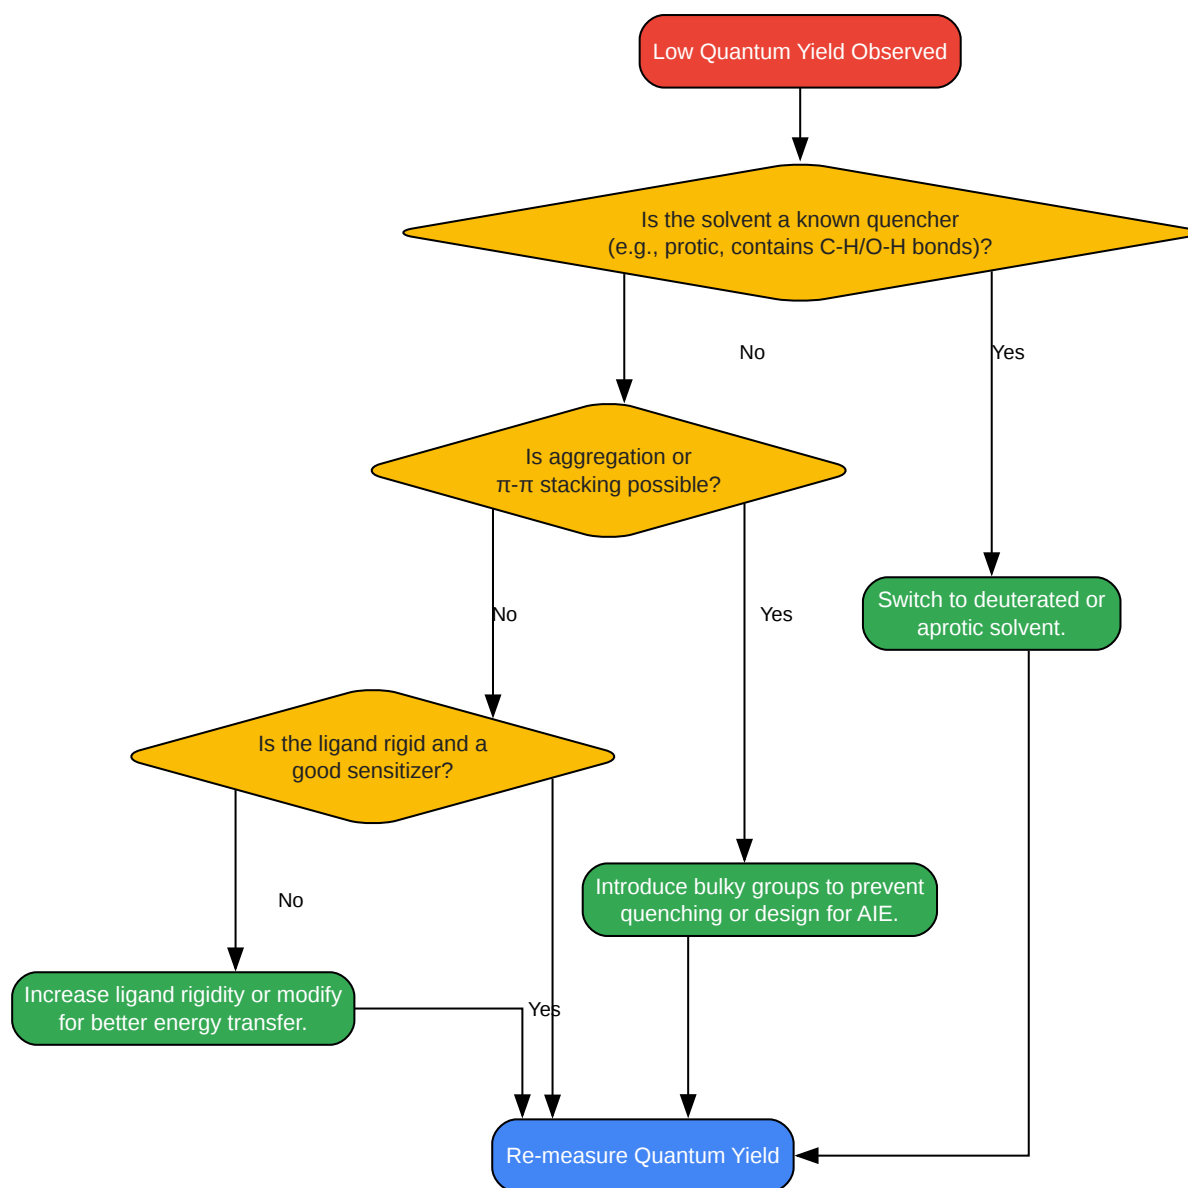 Low Quantum Yield Observed
Is the solvent a known quencher
(e.g., protic, contains C-H/O-H bonds)?
No
Yes
Is aggregation or
π-π stacking possible?
Switch to deuterated or
aprotic solvent.
No
Yes
Is the ligand rigid and a
good sensitizer?
Introduce bulky groups to prevent
quenching or design for AIE.
No
Increase ligand rigidity or modify
for better energy transfer.
Yes
Re-measure Quantum Yield